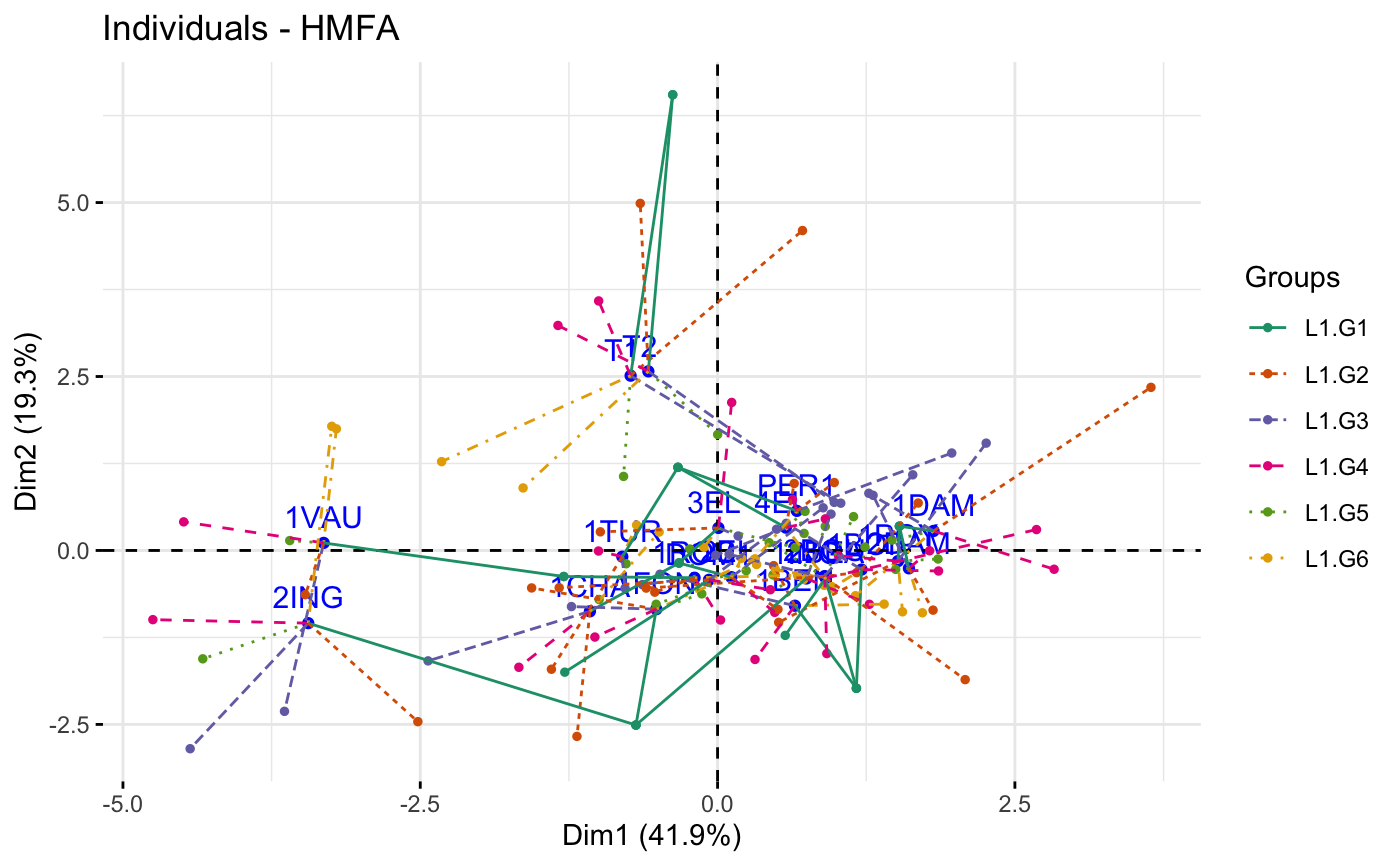 Individuals - HMFA
Groups
L1.G1
L1.G2
L1.G3
L1.G4
L1.G5
L1.G6
Dim2 (19.3%)
5.0
2.5
0.0
-2.5
T1
T2
PER1
3EL
4EL
1DAM
1VAU
1TUR
2ING
1CHA
1BEN
-5.0
-2.5
0.0
2.5
Dim1 (41.9%)